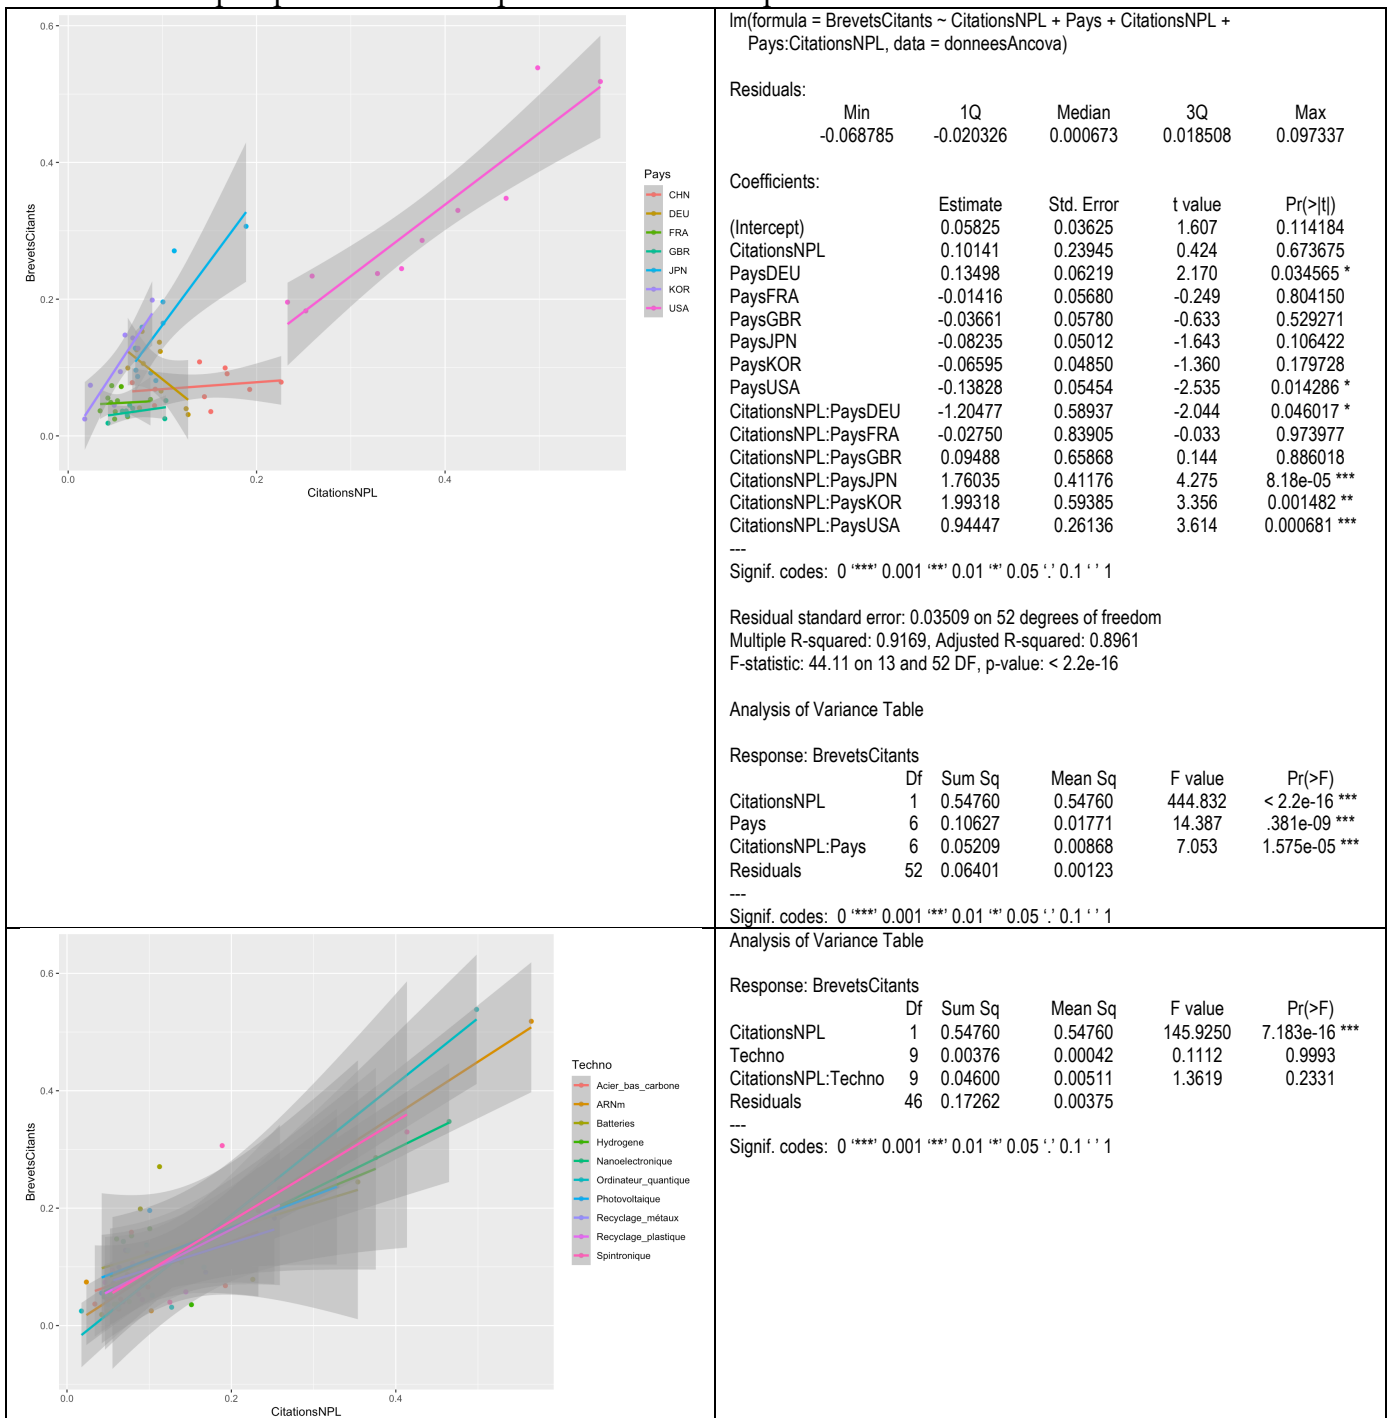 0.6
0.4
0.2
0.0
BrevetsCitants
0.0
0.2
0.4
CitationsNPL
Pays
CHN
DEU
FRA
GBR
JPN
KOR
USA
lm(formula = BrevetsCitants ~ CitationsNPL + Pays + CitationsNPL +
Pays:CitationsNPL, data = donneesAncova)
Residuals:
Min 1Q Median 3Q Max
-0.068785 -0.020326 0.000673 0.018508 0.097337
Coefficients:
Estimate Std. Error t value Pr(>|t|)
(Intercept) 0.05825 0.03625 1.607 0.114184
CitationsNPL 0.10141 0.23945 0.424 0.673675
PaysDEU 0.13498 0.06219 2.170 0.034565 *
PaysFRA -0.01416 0.05680 -0.249 0.804150
PaysGBR -0.03661 0.05780 -0.633 0.529271
PaysJPN -0.08235 0.05012 -1.643 0.106422
PaysKOR -0.06595 0.04850 -1.360 0.179728
PaysUSA -0.13828 0.05454 -2.535 0.014286 *
CitationsNPL:PaysDEU -1.20477 0.58937 -2.044 0.046017 *
CitationsNPL:PaysFRA -0.02750 0.83905 -0.033 0.973977
CitationsNPL:PaysGBR 0.09488 0.65868 0.144 0.886018
CitationsNPL:PaysJPN 1.76035 0.41176 4.275 8.18e-05 ***
CitationsNPL:PaysKOR 1.99318 0.59385 3.356 0.001482 **
CitationsNPL:PaysUSA 0.94447 0.26136 3.614 0.000681 ***
---
Signif. codes: 0 ‘***’ 0.001 ‘**’ 0.01 ‘*’ 0.05 ‘.’ 0.1 ‘ ’ 1
Residual standard error: 0.03509 on 52 degrees of freedom
Multiple R-squared: 0.9169, Adjusted R-squared: 0.8961
F-statistic: 44.11 on 13 and 52 DF, p-value: < 2.2e-16
Analysis of Variance Table
Response: BrevetsCitants
Df Sum Sq Mean Sq F value Pr(>F)
CitationsNPL 1 0.54760 0.54760 444.832 < 2.2e-16 ***
Pays 6 0.10627 0.01771 14.387 .381e-09 ***
CitationsNPL:Pays 6 0.05209 0.00868 7.053 1.575e-05 ***
Residuals 52 0.06401 0.00123
---
Signif. codes: 0 ‘***’ 0.001 ‘**’ 0.01 ‘*’ 0.05 ‘.’ 0.1 ‘ ’ 1
0.6
0.4
0.2
0.0
BrevetsCitants
0.0
0.2
0.4
CitationsNPL
Techno
Acier_bas_carbone
ARNm
Batteries
Hydrogene
Nanoelectronique
Ordinateur_quantique
Photovoltaique
Recyclage_métaux
Recyclage_plastique
Spintronique
Analysis of Variance Table
Response: BrevetsCitants
Df Sum Sq Mean Sq F value Pr(>F)
CitationsNPL 1 0.54760 0.54760 145.9250 7.183e-16 ***
Techno 9 0.00376 0.00042 0.1112 0.9993
CitationsNPL:Techno 9 0.04600 0.00511 1.3619 0.2331
Residuals 46 0.17262 0.00375
---
Signif. codes: 0 ‘***’ 0.001 ‘**’ 0.01 ‘*’ 0.05 ‘.’ 0.1 ‘ ’ 1